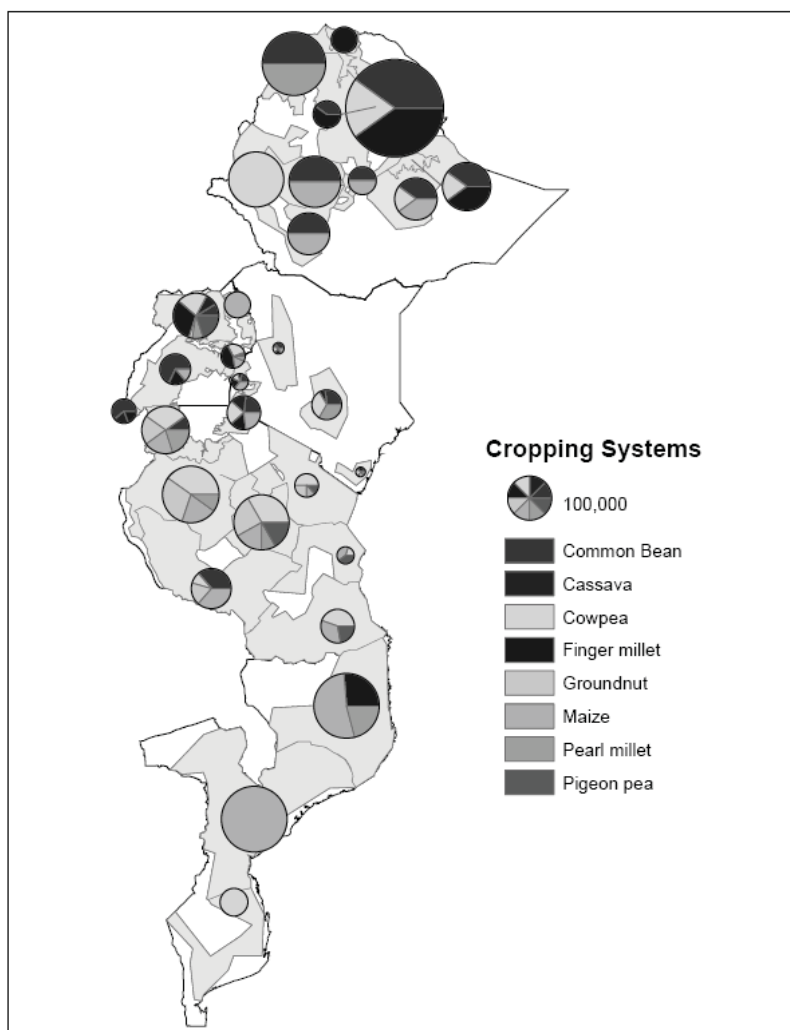 Cropping Systems
100,000
Common Bean
Cassava
Cowpea
Finger millet
Groundnut
Maize
Pearl millet
Pigeon pea